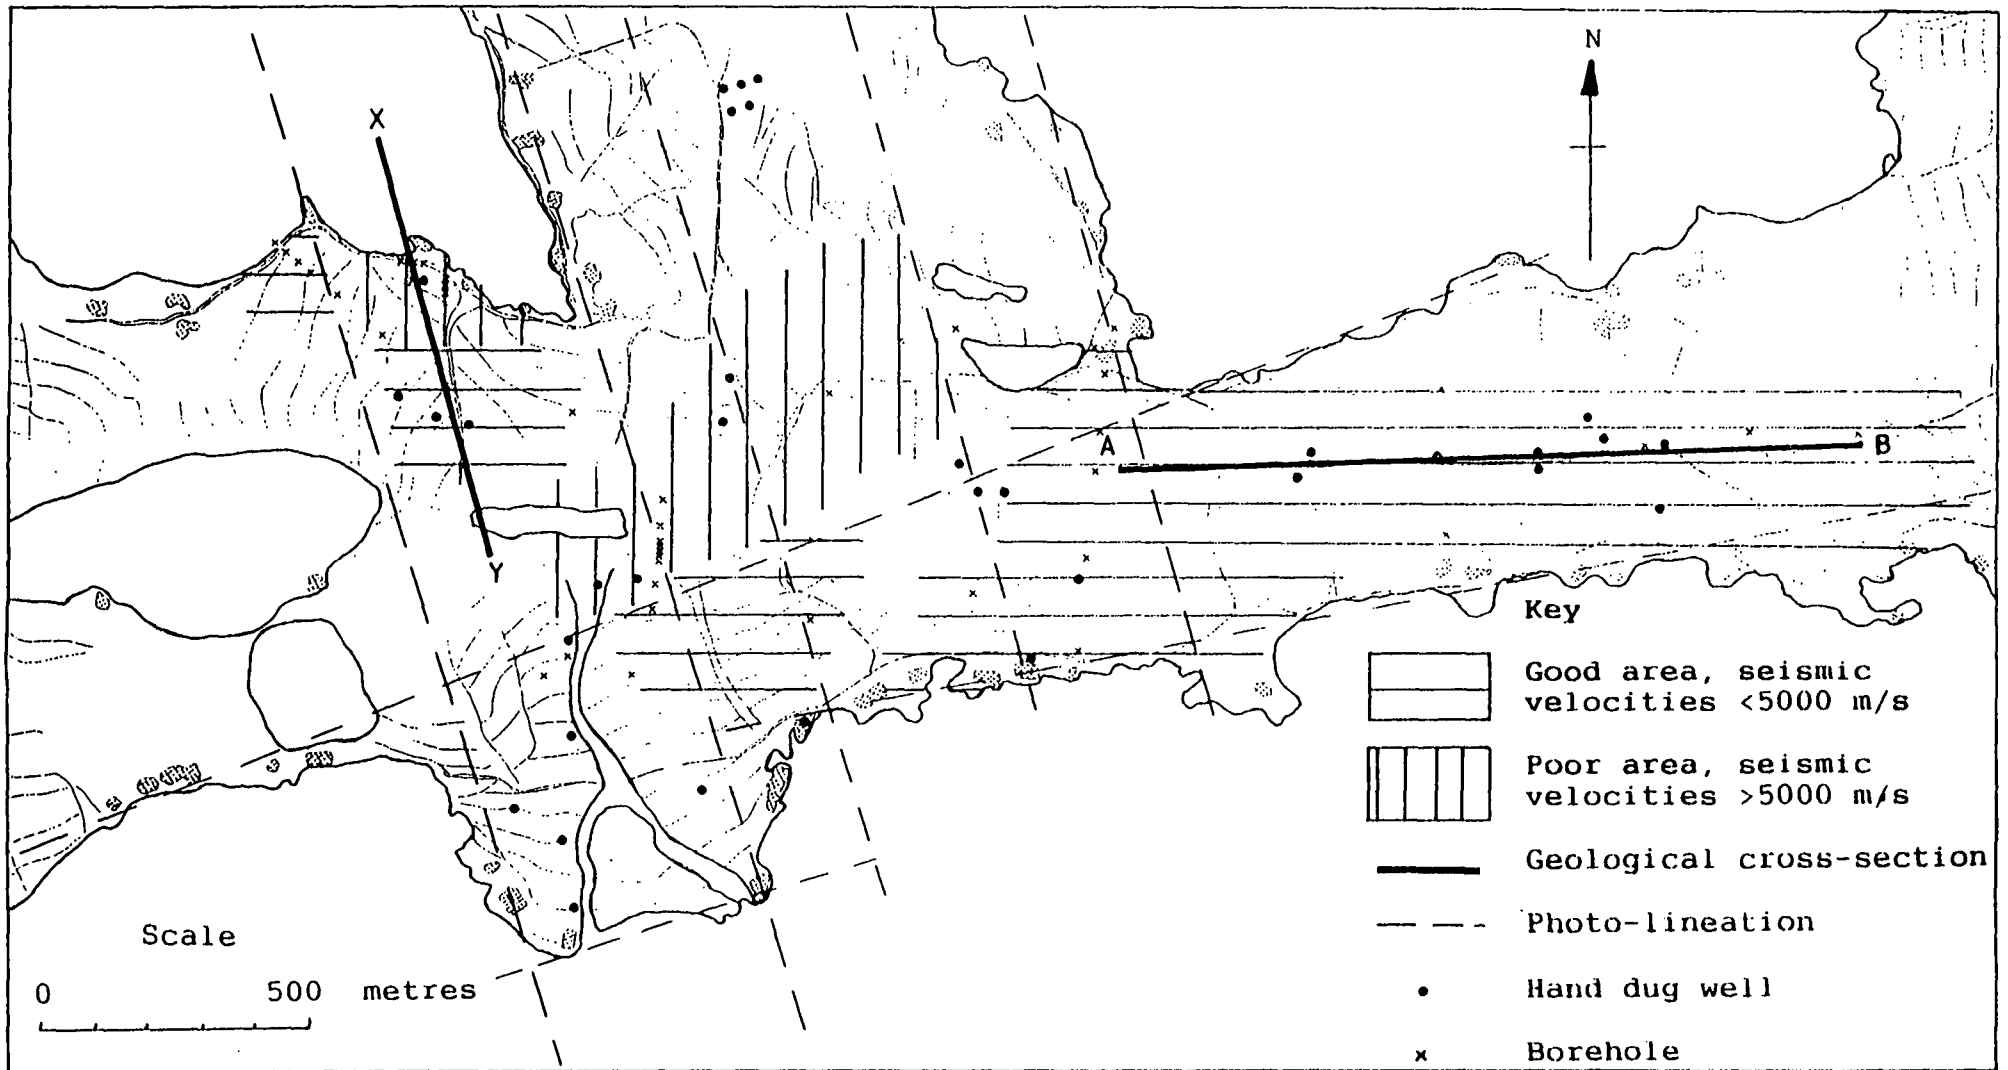 N
X
A
B
Y
Key
Good area, seismic
velocities <5000 m/s
Poor area, seismic
velocities >5000 m/s
Geological cross-section
Photo-lineation
Hand dug well
Borehole
Scale
0 500 metres